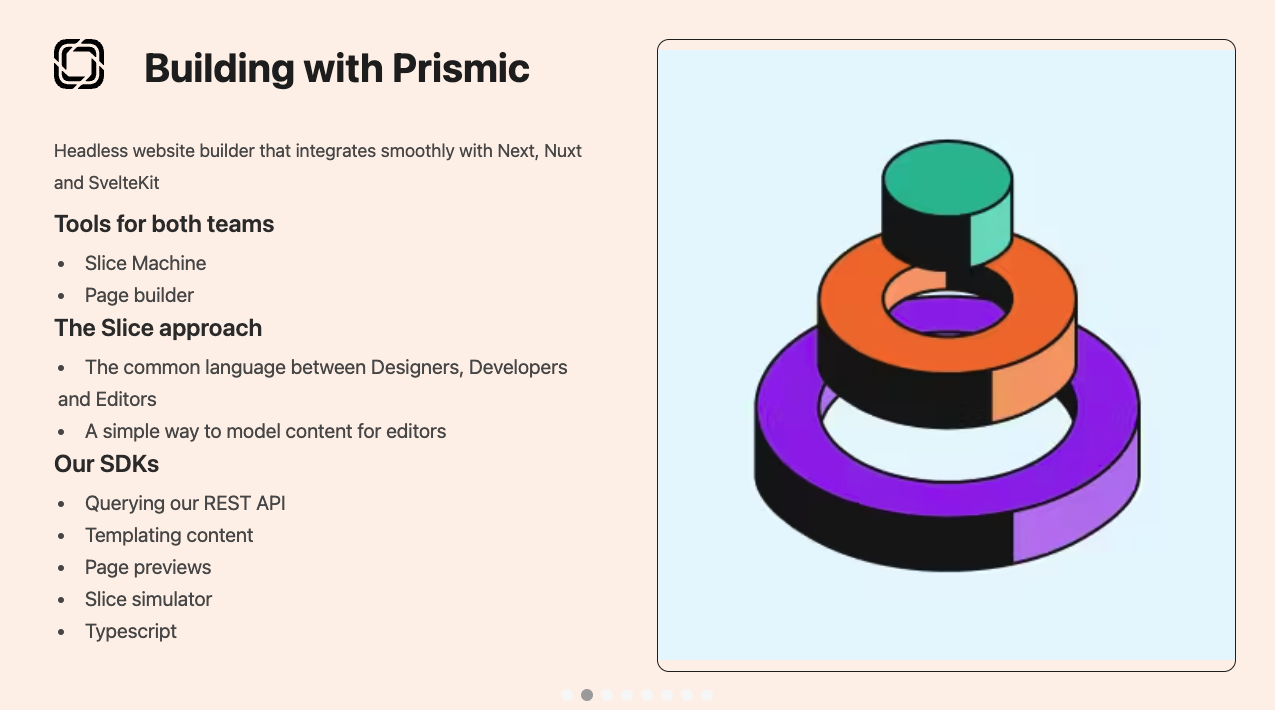 Building with Prismic
Headless website builder that integrates smoothly with Next, Nuxt
and SvelteKit
Tools for both teams
• Slice Machine
• Page builder
The Slice approach
• The common language between Designers, Developers
and Editors
• A simple way to model content for editors
Our SDKs
• Querying our REST API
• Templating content
• Page previews
• Slice simulator
• Typescript